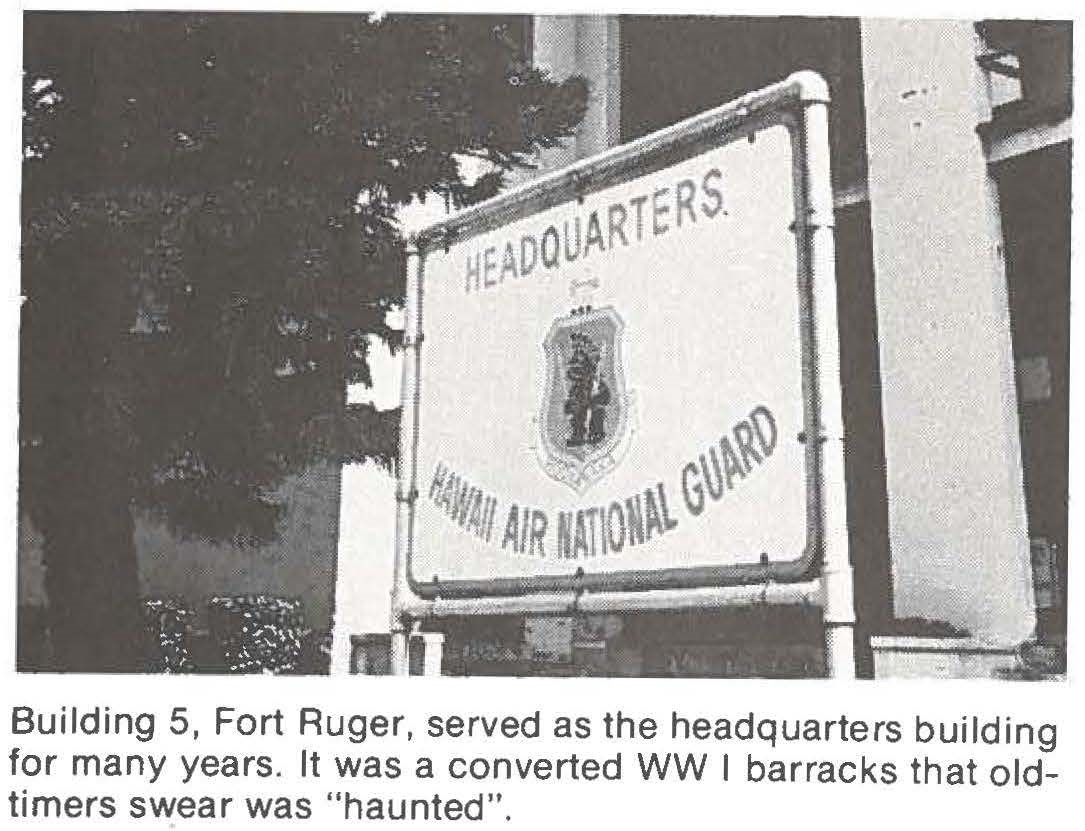 HEADQUARTERS
HAWAII AIR NATIONAL GUARD
Building 5, Fort Ruger, served as the headquarters building
for many years. It was a converted WW I barracks that old-
timers swear was "haunted".